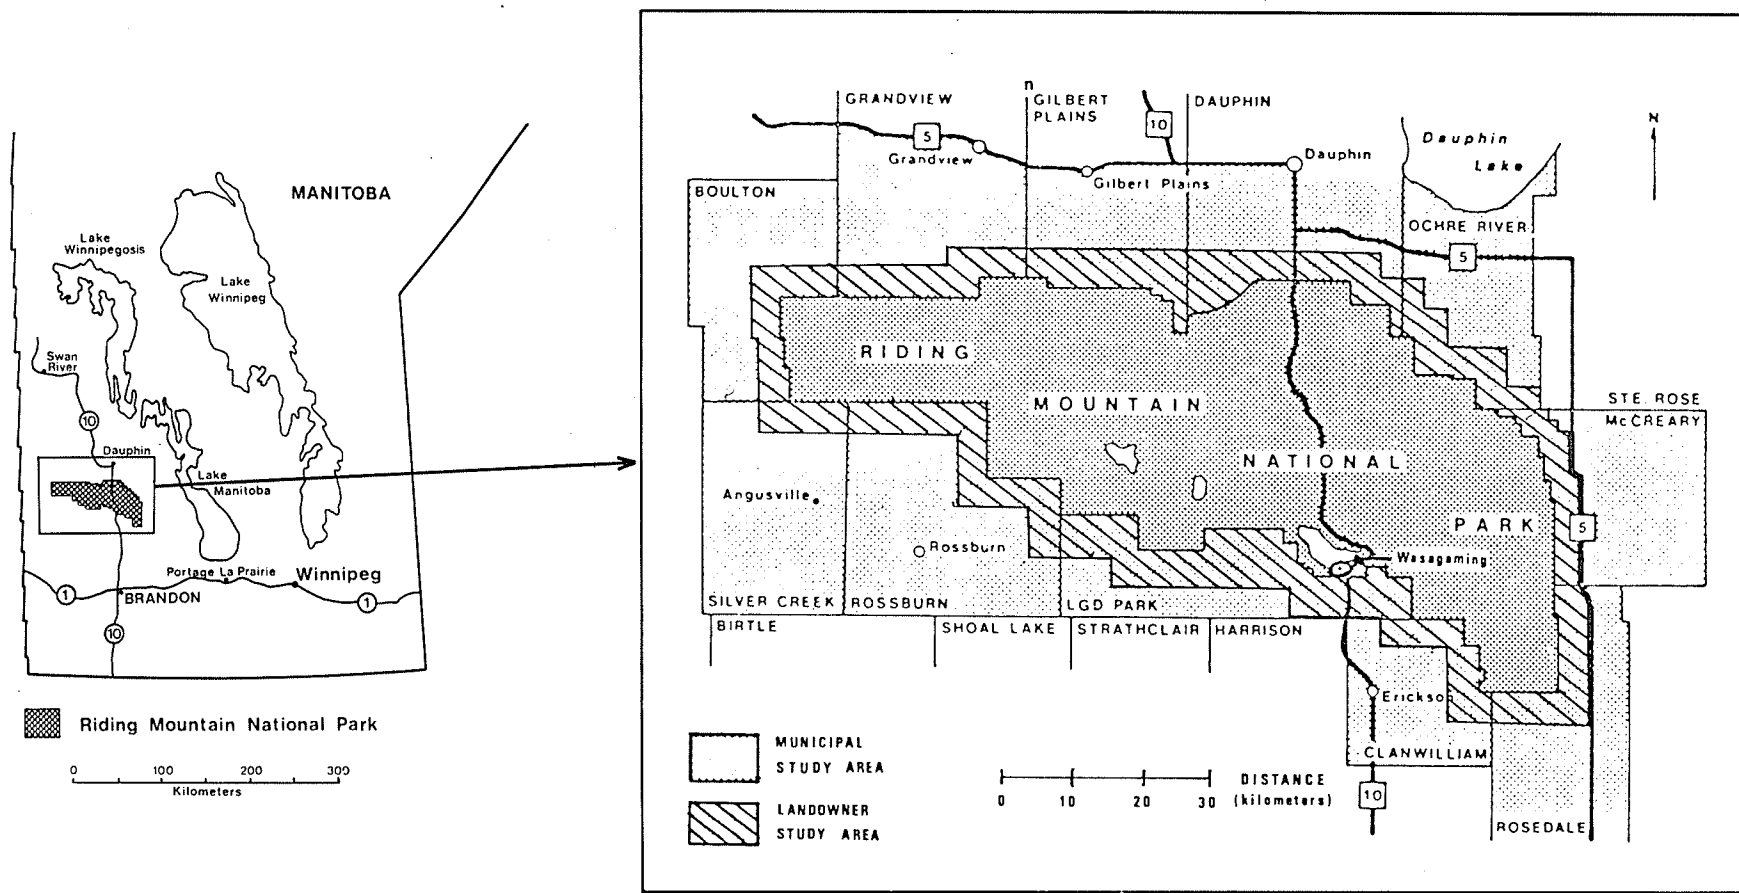 MANITOBA
Lake
Winnipegosis
Lake
Winnipeg
Swan
River
10
Dauphin
Lake
Manitoba
Portage La Prairie
Winnipeg
1
BRANDON
1
10
Riding Mountain National Park
0 100 200 309
Kilometers
n
GRANDVIEW
GILBERT
PLAINS
10
DAUPHIN
N
5
Grandview
Dauphin
Dauphin
Lake
Gilbert Plains
BOULTON
OCHRE RIVER
5
RIDING
MOUNTAIN
STE. ROSE
McCREARY
NATIONAL
Angusville
PARK
5
Rossburn
Wasagaming
SILVER CREEK
ROSSBURN
LGD PARK
BIRTLE
SHOAL LAKE
STRATHCLAIR
HARRISON
Erickson
MUNICIPAL
STUDY AREA
CLANWILLIAM
DISTANCE
(kilometers)
0 10 20 30
10
LANDOWNER
STUDY AREA
ROSEDALE